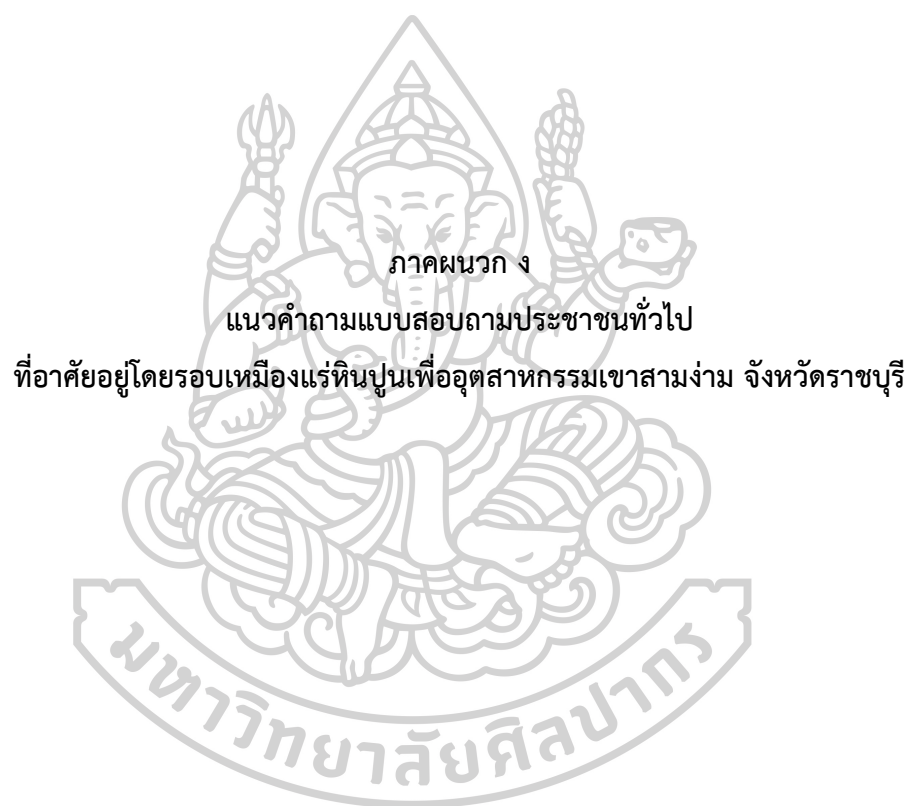 ภาคผนวก ง
แนวคำถามแบบสอบถามประชาชนทั่วไป
ที่อาศัยอยู่โดยรอบเหมืองแร่หินปูนเพื่ออุตสาหกรรมเขาสามง่าม จังหวัดราชบุรี
มหาวิทยาลัยศิลปากร